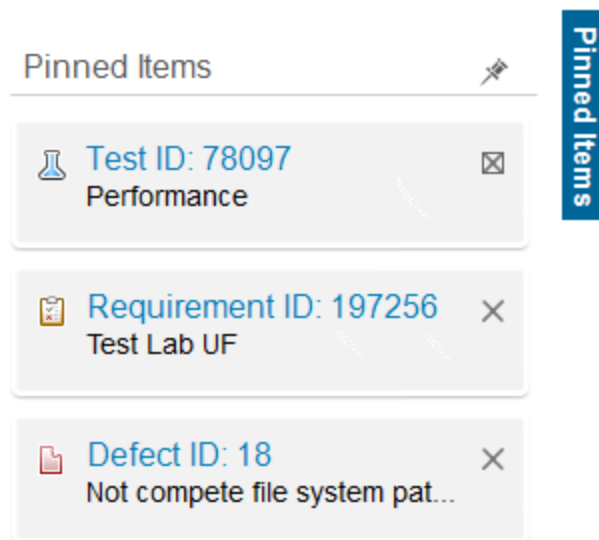 Pinned Items
Pinned Items
Test ID: 78097
Performance
Requirement ID: 197256
Test Lab UF
Defect ID: 18
Not compete file system pat...